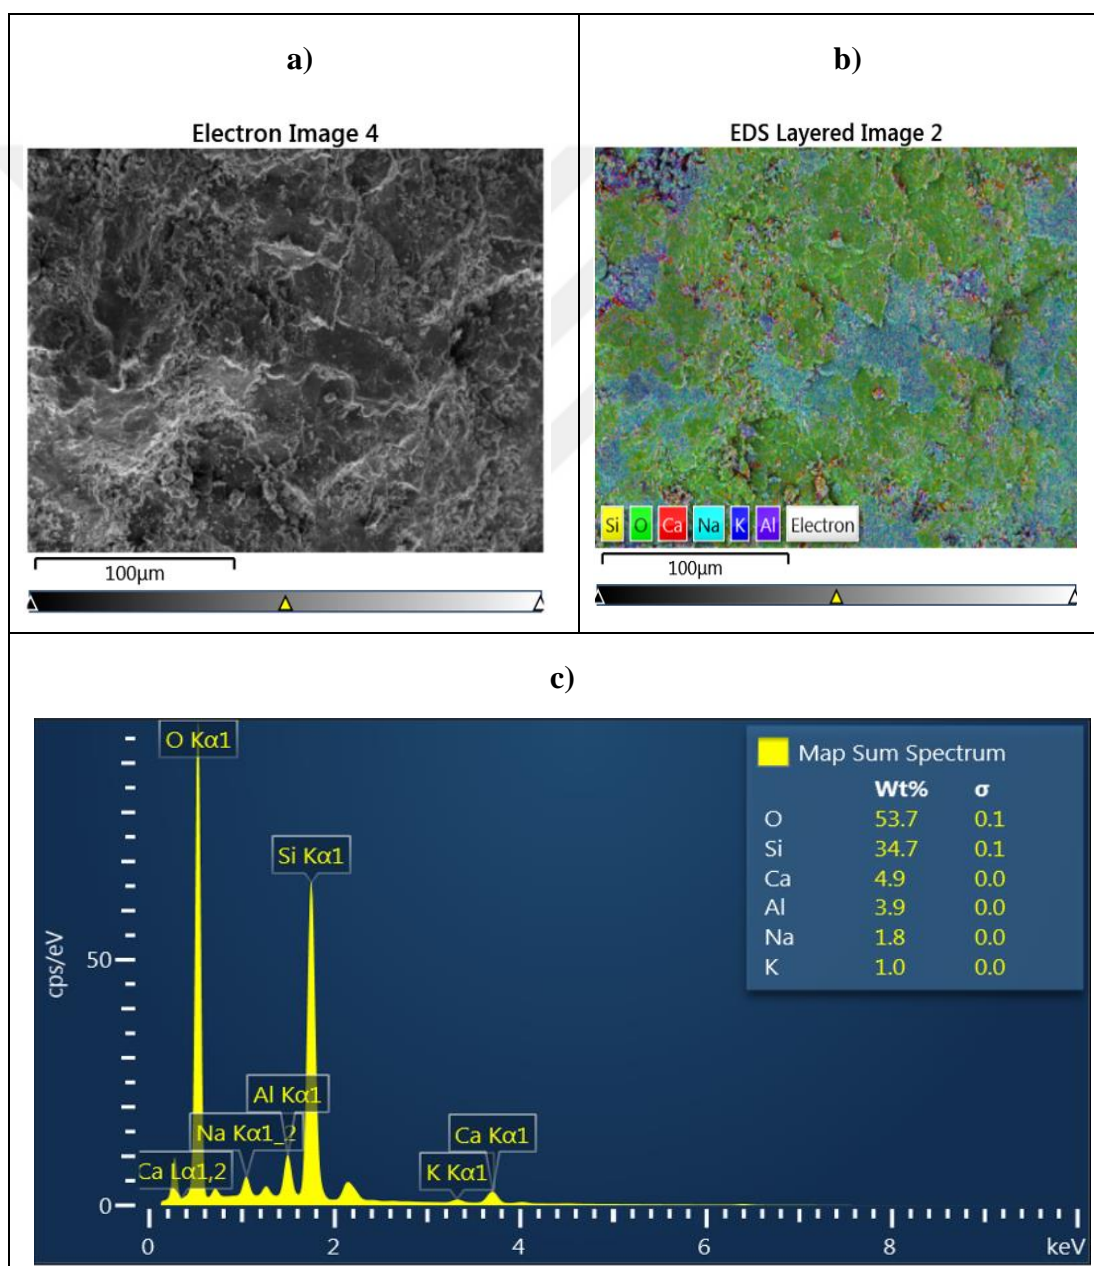 a)
b)
Electron Image 4
EDS Layered Image 2
Si O Ca Na K Al Electron
100µm
100µm
c)
O Kα1
Map Sum Spectrum
Wt% σ
O 53.7 0.1
Si 34.7 0.1
Ca 4.9 0.0
Al 3.9 0.0
Na 1.8 0.0
K 1.0 0.0
Si Kα1
cps/eV
50
Al Kα1
Na Kα1_2
Ca Kα1
Ca Lα1,2
K Kα1
0
0 2 4 6 8 keV